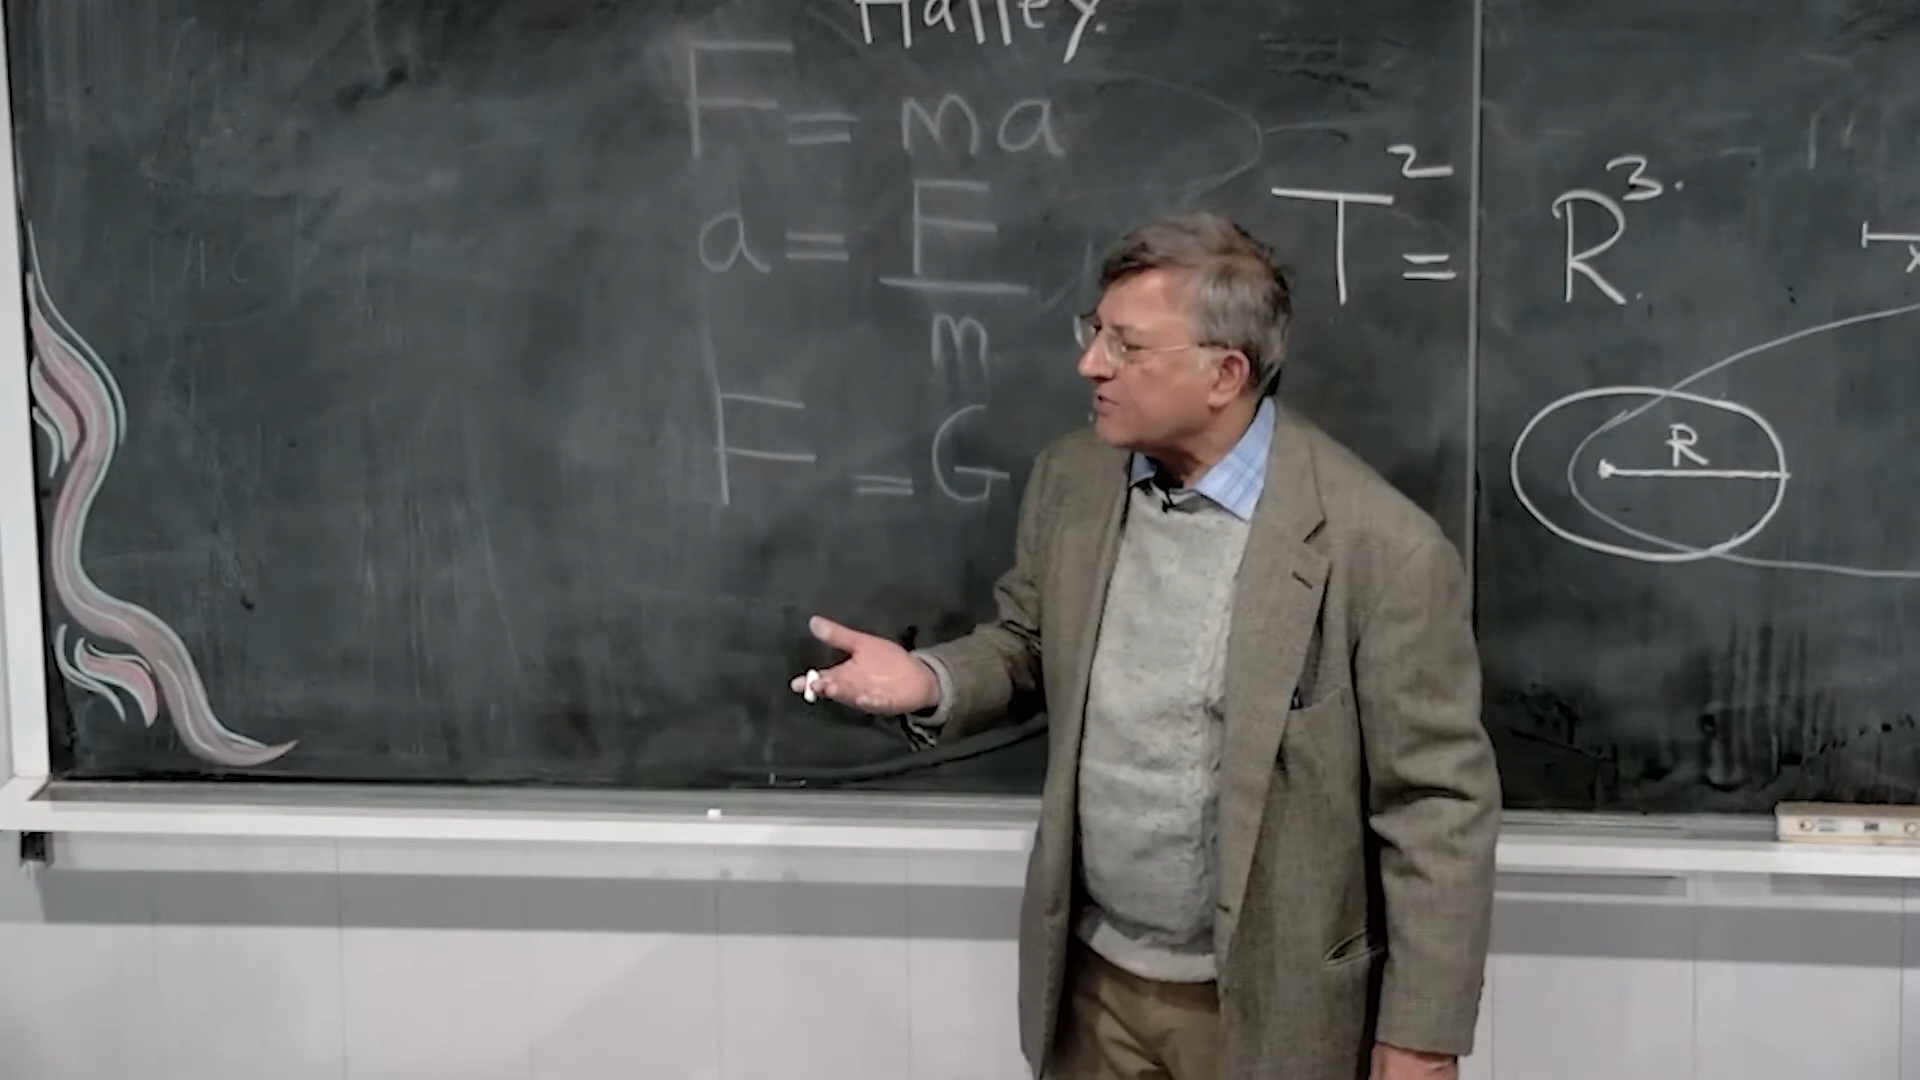 Halley.
F = ma
a = F
m
F = G
T² = R³.
R
x